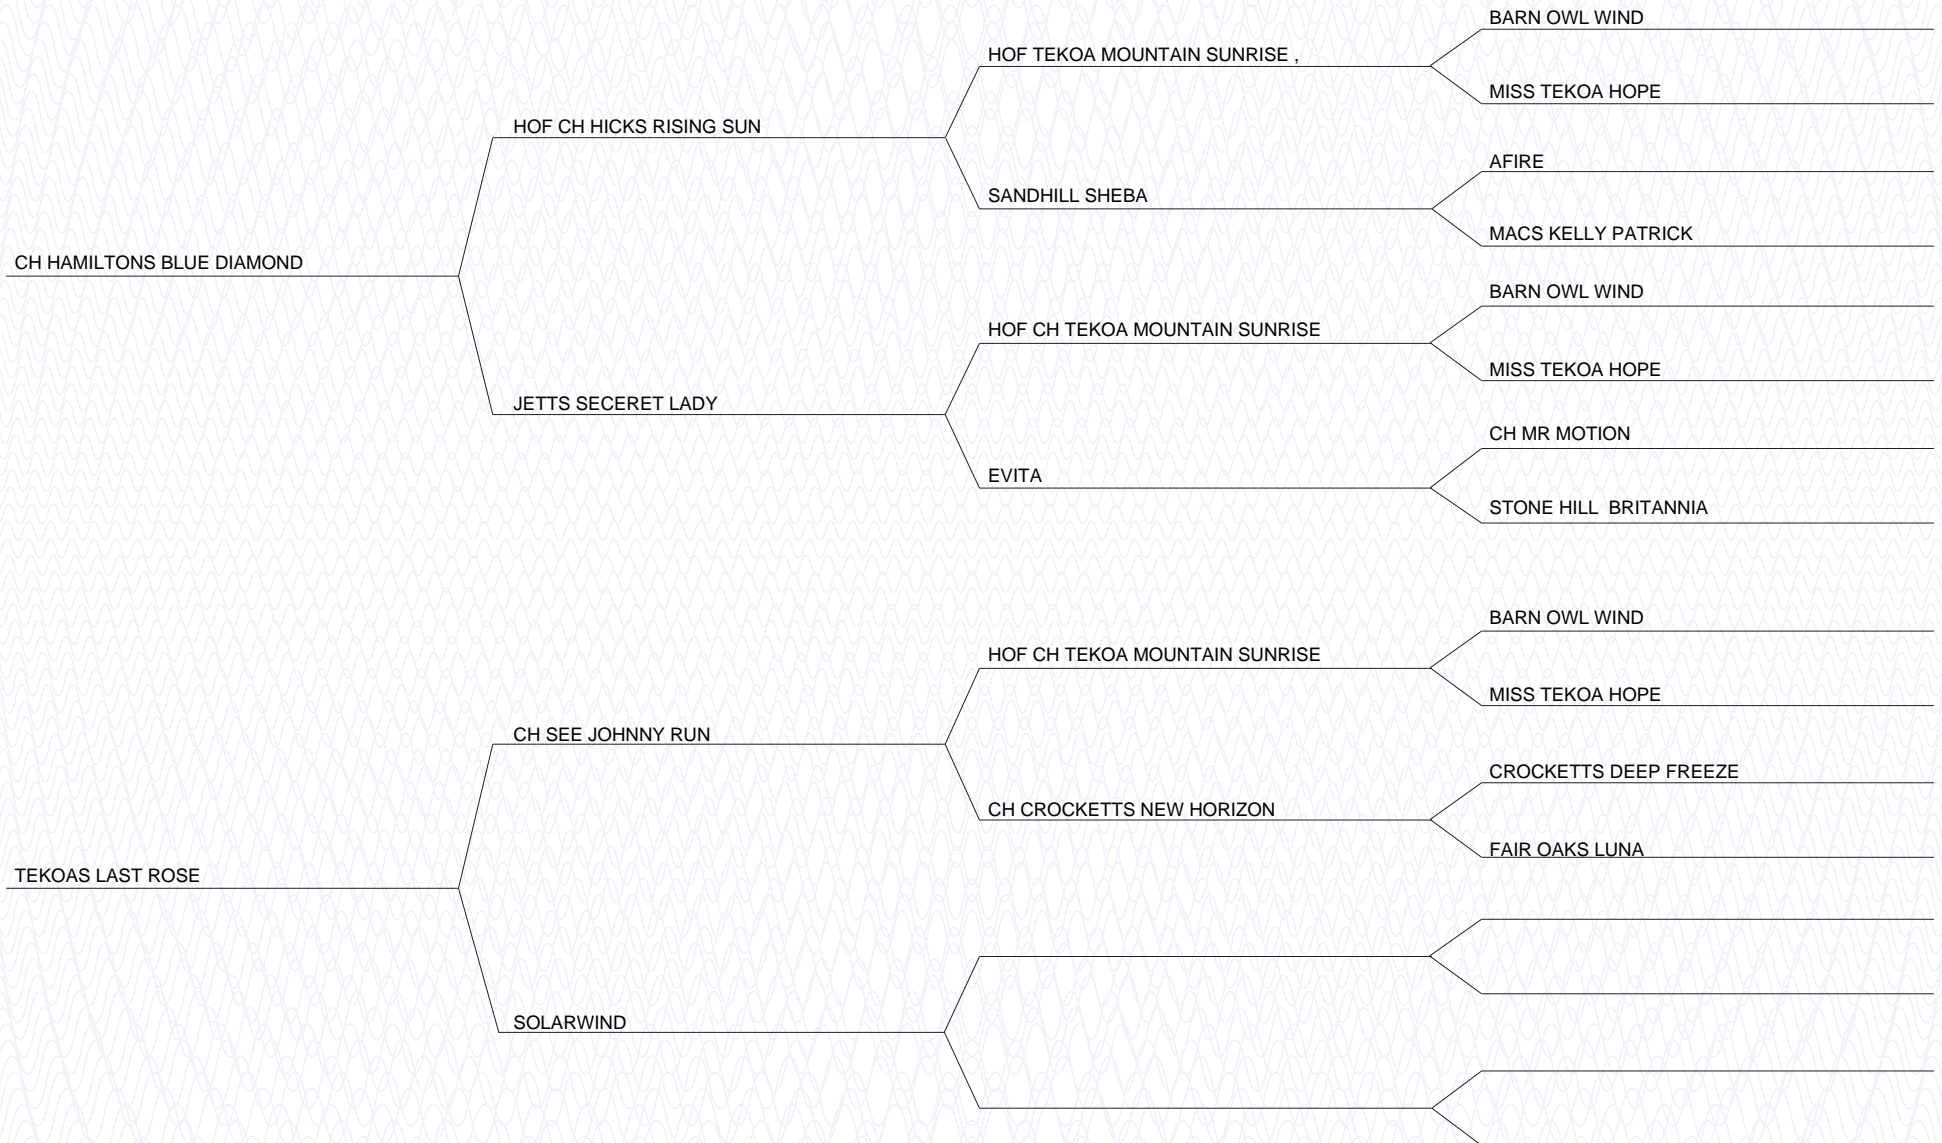 BARN OWL WIND
HOF TEKOA MOUNTAIN SUNRISE ,
MISS TEKOA HOPE
HOF CH HICKS RISING SUN
AFIRE
SANDHILL SHEBA
MACS KELLY PATRICK
CH HAMILTONS BLUE DIAMOND
BARN OWL WIND
HOF CH TEKOA MOUNTAIN SUNRISE
MISS TEKOA HOPE
JETTS SECERET LADY
CH MR MOTION
EVITA
STONE HILL  BRITANNIA
BARN OWL WIND
HOF CH TEKOA MOUNTAIN SUNRISE
MISS TEKOA HOPE
CH SEE JOHNNY RUN
CROCKETTS DEEP FREEZE
CH CROCKETTS NEW HORIZON
FAIR OAKS LUNA
TEKOAS LAST ROSE
SOLARWIND